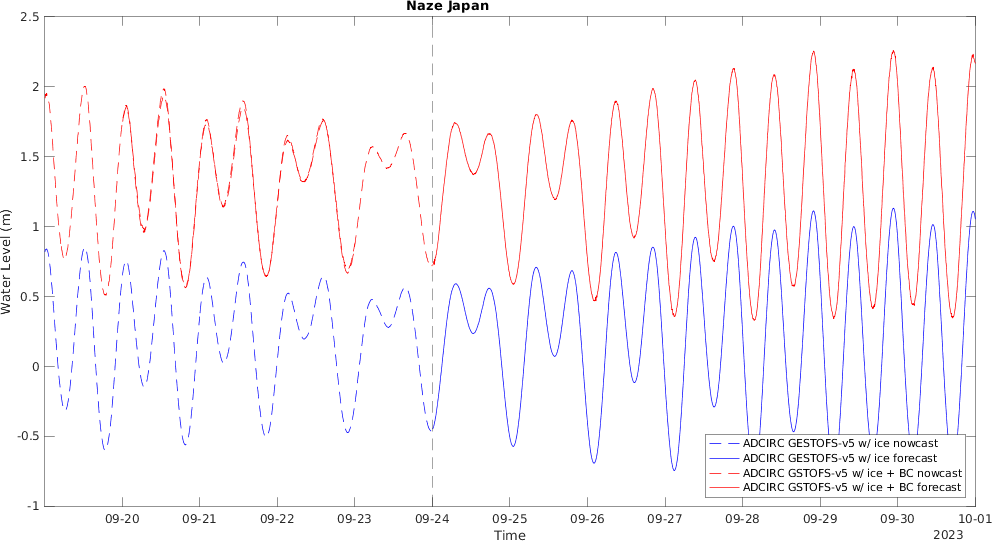 Naze Japan
2.5
2
1.5
1
0.5
0
-0.5
-1
Water Level (m)
ADCIRC GESTOFS-v5 w/ ice nowcast
ADCIRC GESTOFS-v5 w/ ice forecast
ADCIRC GSTOFS-v5 w/ ice + BC nowcast
ADCIRC GSTOFS-v5 w/ ice + BC forecast
09-20 09-21 09-22 09-23 09-24 09-25 09-26 09-27 09-28 09-29 09-30 10-01
Time
2023